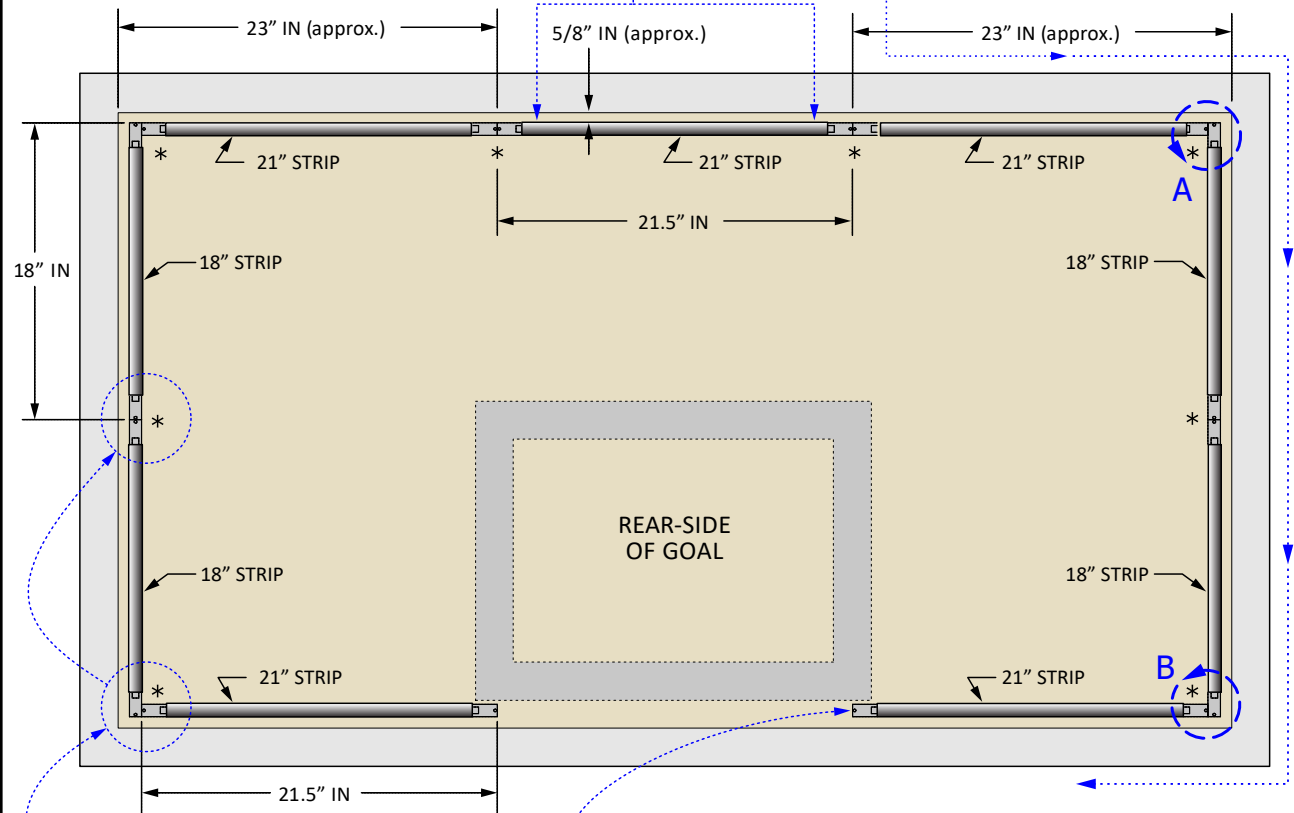 23” IN (approx.)
5/8” IN (approx.)
23” IN (approx.)
*
21” STRIP
*
21” STRIP
*
21” STRIP
*
A
21.5” IN
18” IN
18” STRIP
18” STRIP
*
*
REAR-SIDE
OF GOAL
18” STRIP
18” STRIP
*
21” STRIP
B
*
21” STRIP
21.5” IN